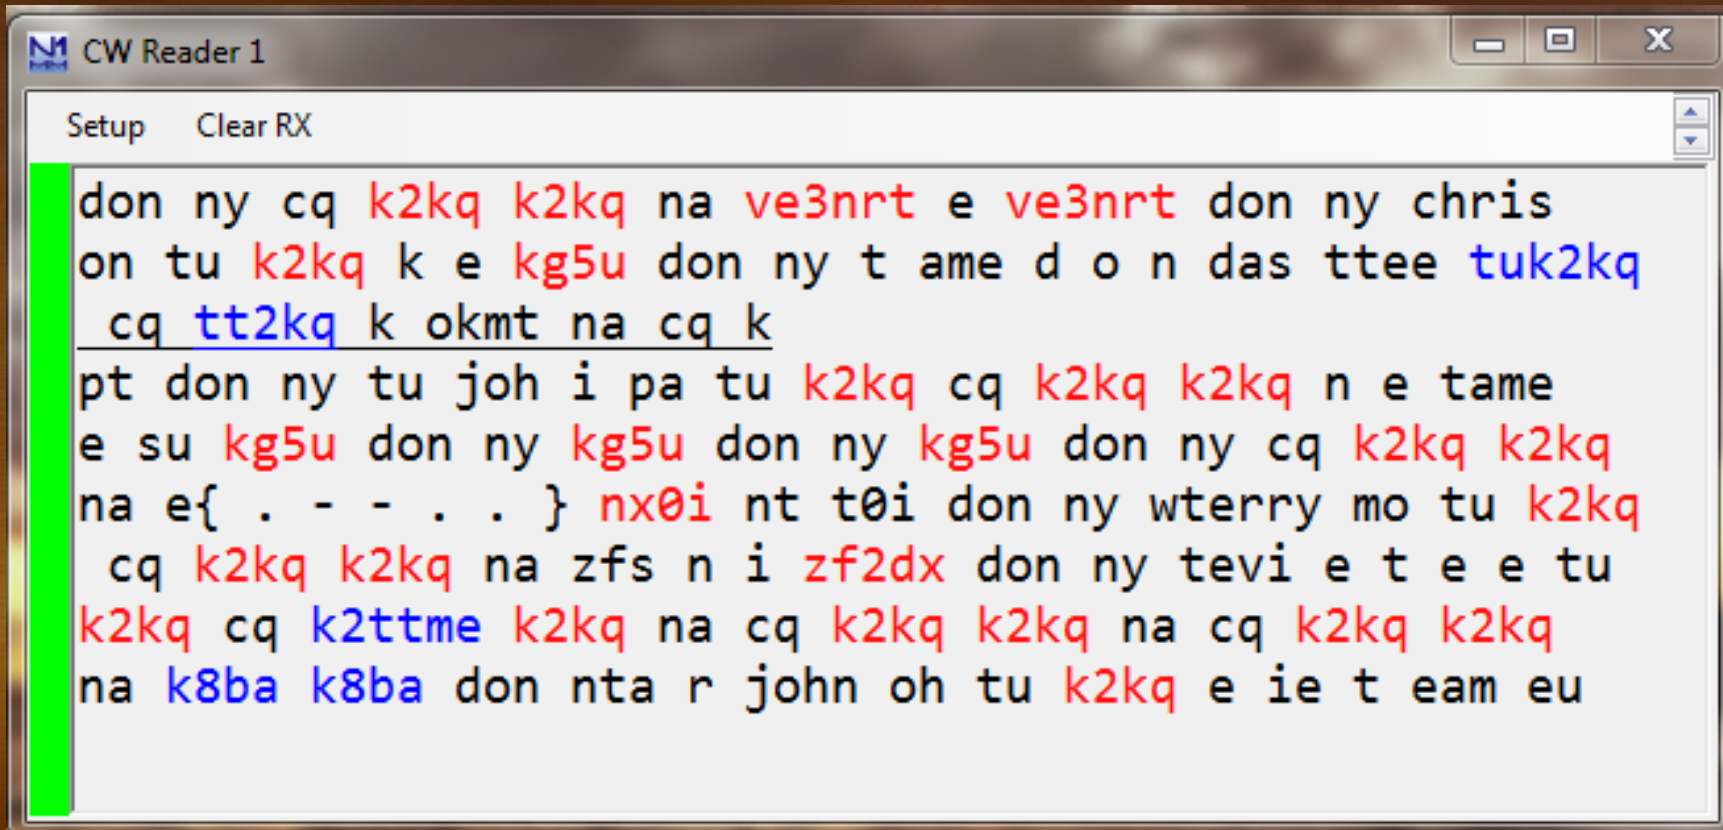 N1MM CW Reader 1
Setup Clear RX
don ny cq k2kq k2kq na ve3nrt e ve3nrt don ny chris
on tu k2kq k e kg5u don ny t ame d o n das ttee tuk2kq
cq tt2kq k okmt na cq k
pt don ny tu joh i pa tu k2kq cq k2kq k2kq n e tame
e su kg5u don ny kg5u don ny kg5u don ny cq k2kq k2kq
na e{ . - - . . } nx0i nt t0i don ny wterry mo tu k2kq
cq k2kq k2kq na zfs n i zf2dx don ny tevi e t e e tu
k2kq cq k2ttme k2kq na cq k2kq k2kq na cq k2kq k2kq
na k8ba k8ba don nta r john oh tu k2kq e ie t eam eu